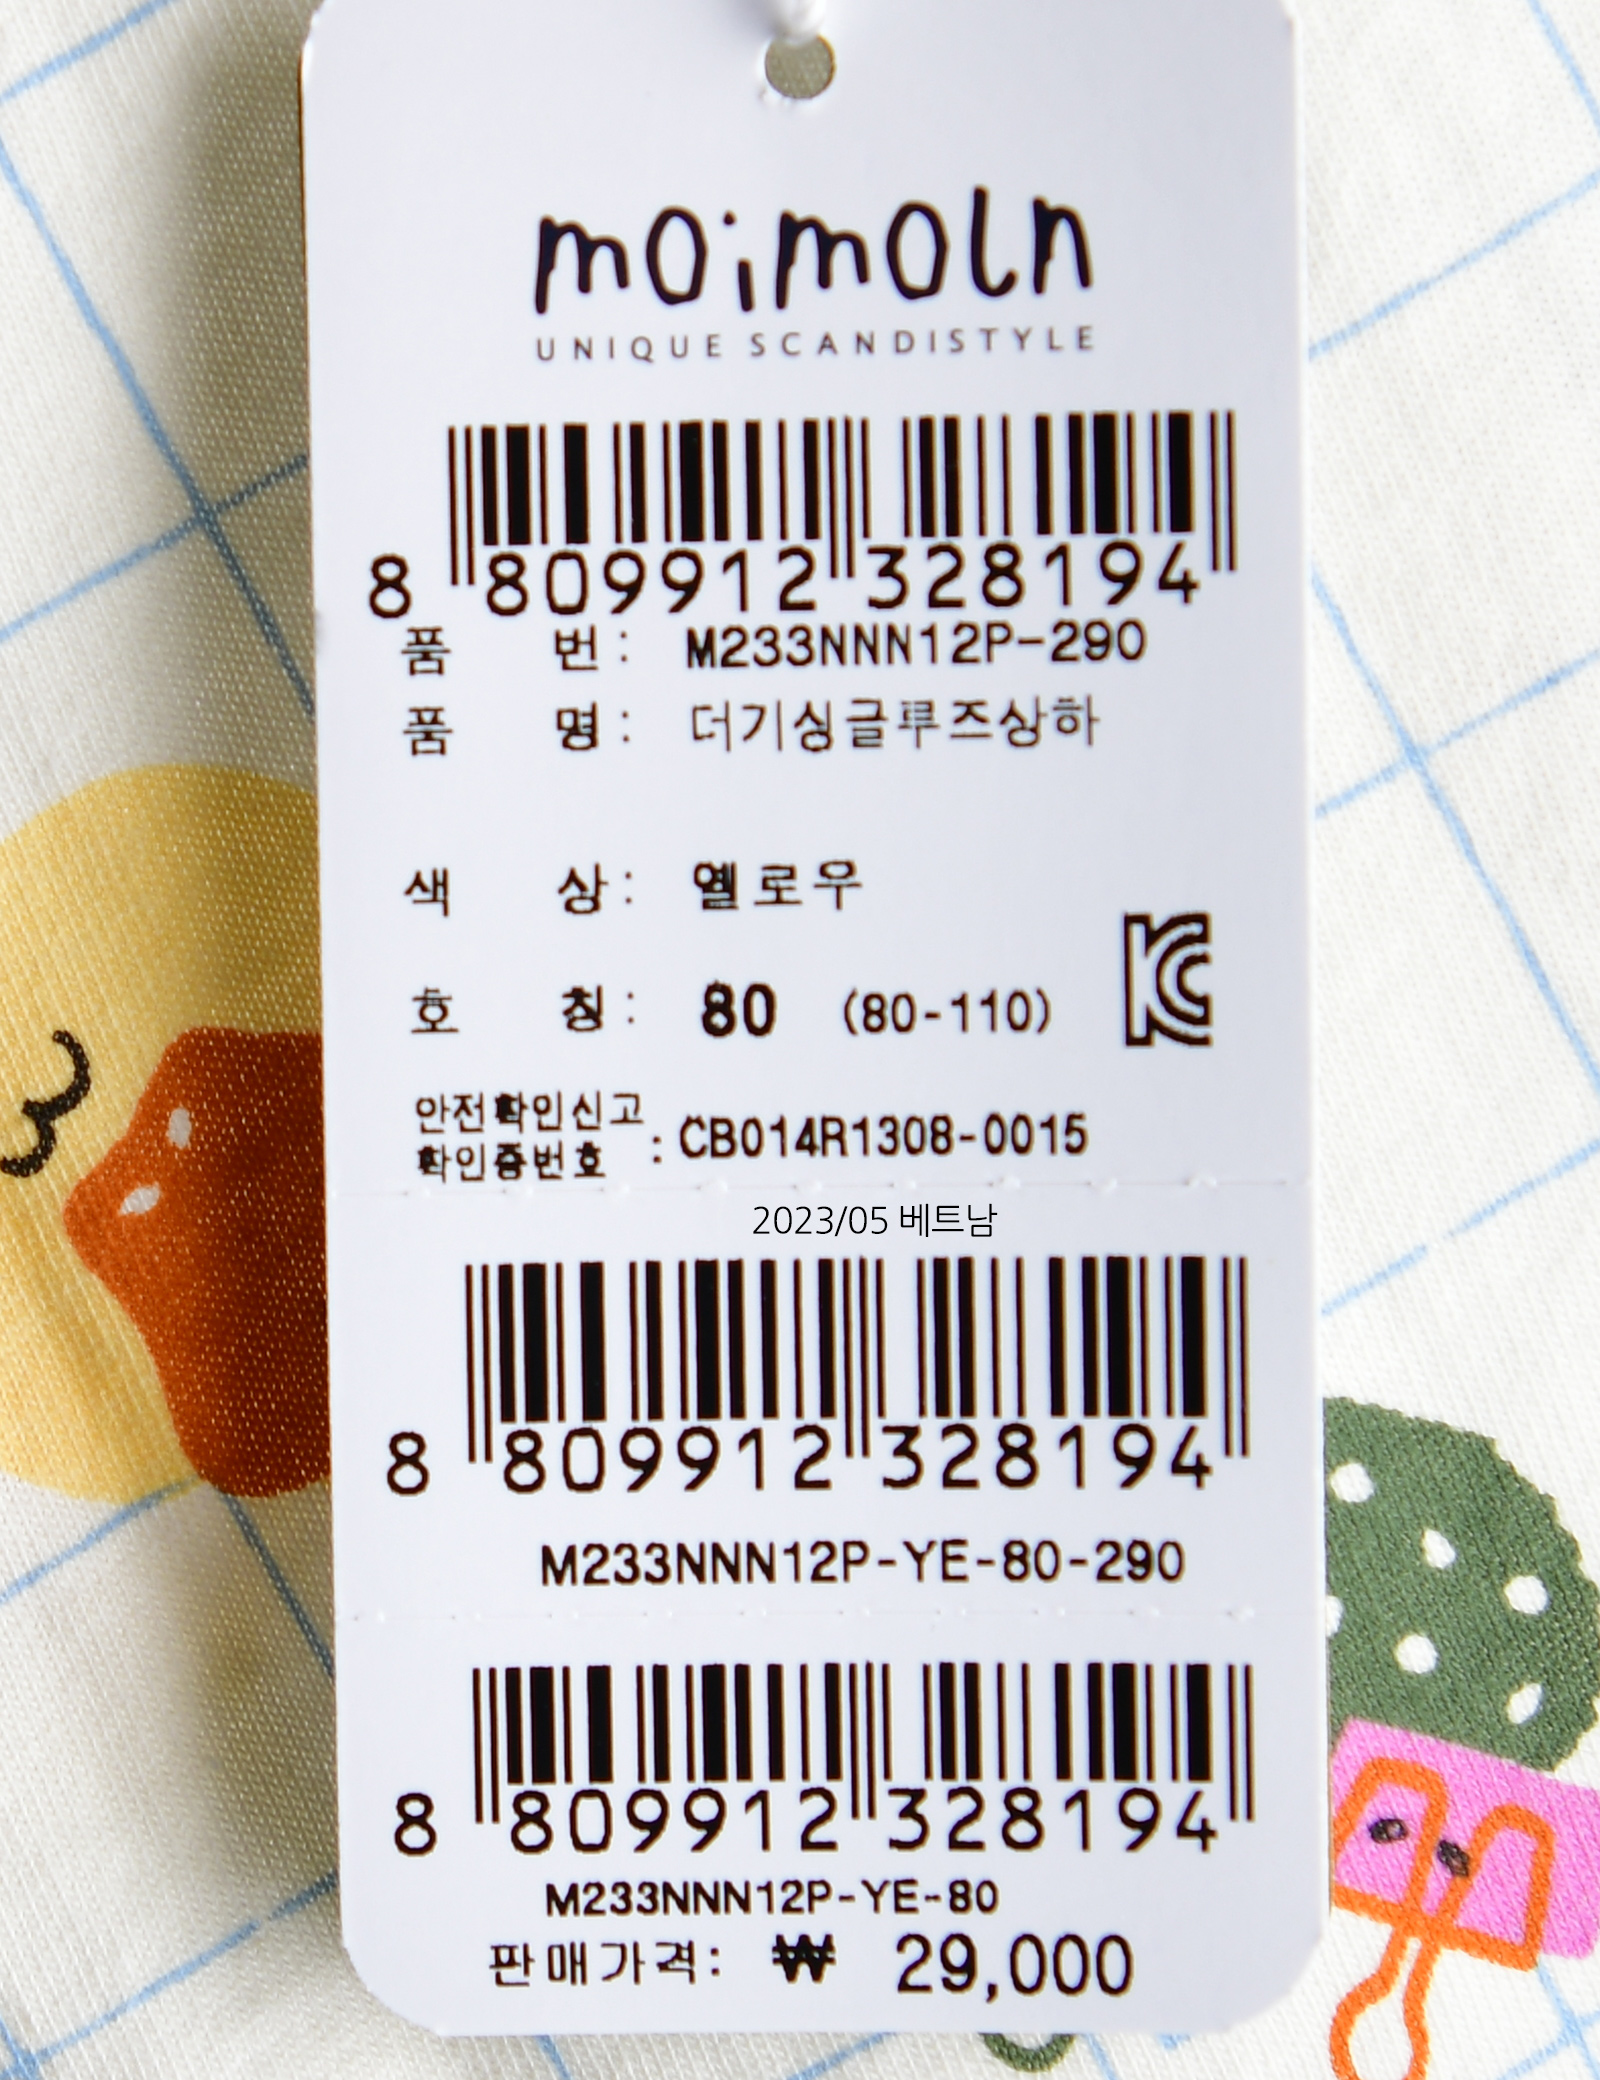 moimoln
UNIQUE SCANDISTYLE
8 809912 328194
품 번 : M233NNN12P-290
품 명 : 더기싱글루즈상하
색 상 : 옐로우
호 칭 : 80 (80-110)
안전확인신고
확인증번호 : CB014R1308-0015
2023/05 베트남
8 809912 328194
M233NNN12P-YE-80-290
8 809912 328194
M233NNN12P-YE-80
판매가격: ₩ 29,000